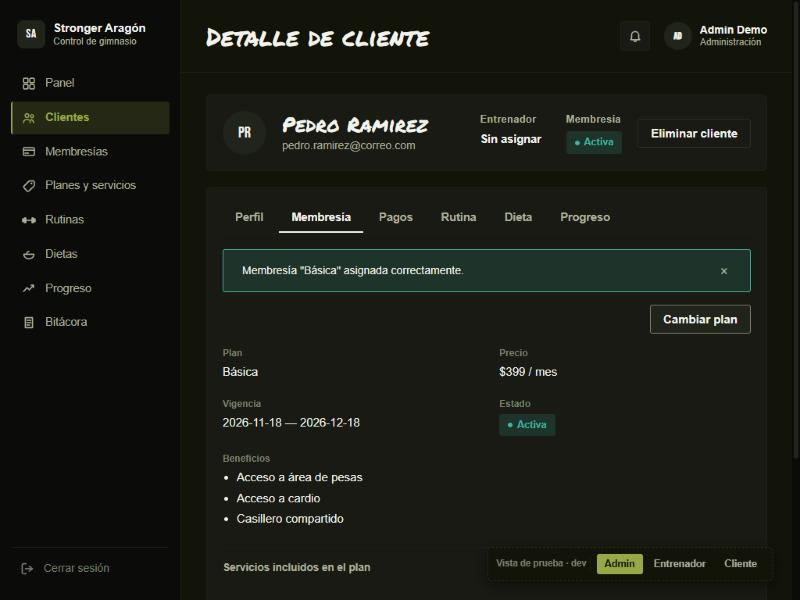 SA
Stronger Aragón
Control de gimnasio
Panel
Clientes
Membresías
Planes y servicios
Rutinas
Dietas
Progreso
Bitácora
Cerrar sesión
Detalle de cliente
AD
Admin Demo
Administración
PR
Pedro Ramirez
pedro.ramirez@correo.com
Entrenador
Sin asignar
Membresía
Activa
Eliminar cliente
Perfil
Membresía
Pagos
Rutina
Dieta
Progreso
Membresía "Básica" asignada correctamente.
×
Cambiar plan
Plan
Básica
Precio
$399 / mes
Vigencia
2026-11-18 — 2026-12-18
Estado
Activa
Beneficios
• Acceso a área de pesas
• Acceso a cardio
• Casillero compartido
Servicios incluidos en el plan
Vista de prueba · dev
Admin
Entrenador
Cliente